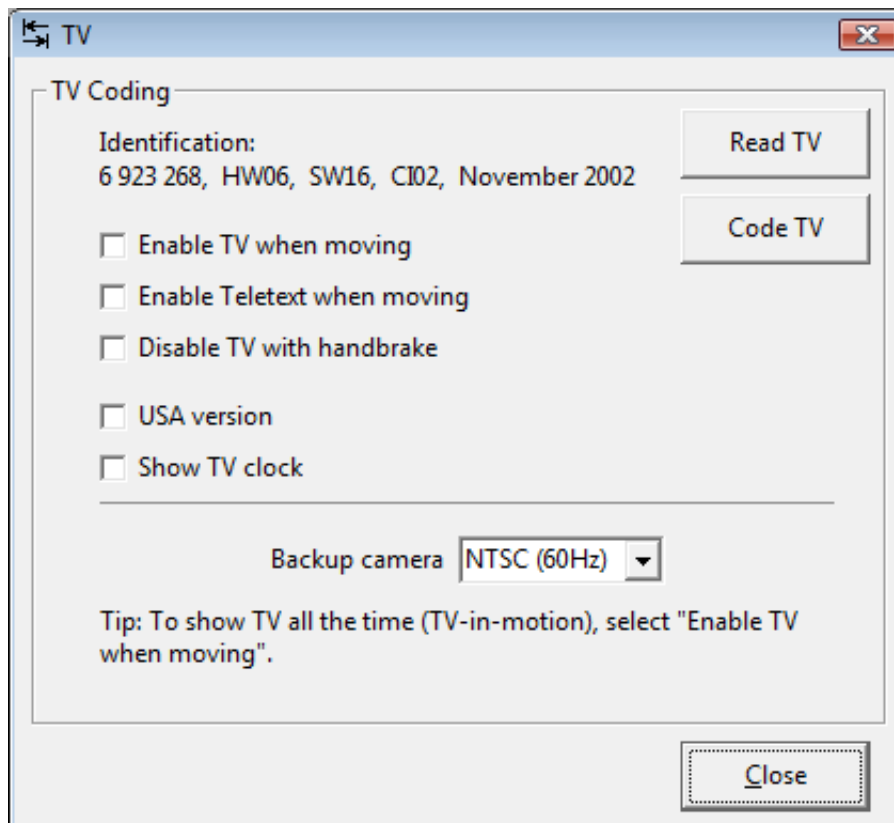 TV
TV Coding
Identification:
6 923 268, HW06, SW16, CI02, November 2002
Read TV
Code TV
Enable TV when moving
Enable Teletext when moving
Disable TV with handbrake
USA version
Show TV clock
Backup camera NTSC (60Hz)
Tip: To show TV all the time (TV-in-motion), select "Enable TV
when moving".
Close